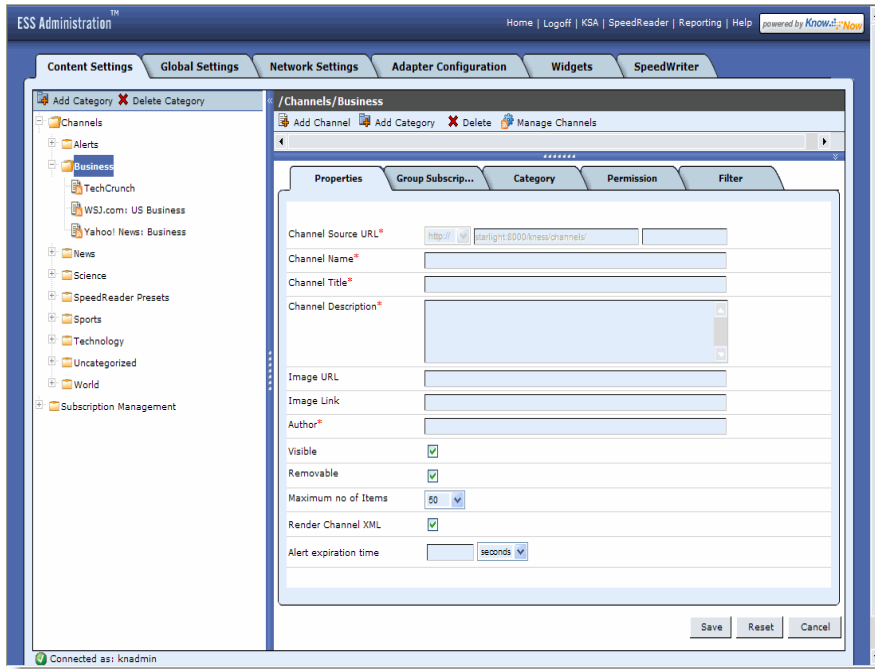 ESS Administration TM
Home | Logoff | KSA | SpeedReader | Reporting | Help powered by Know Now
Content Settings Global Settings Network Settings Adapter Configuration Widgets SpeedWriter
Add Category Delete Category
Channels
Alerts
Business
TechCrunch
WSJ.com: US Business
Yahoo! News: Business
News
Science
SpeedReader Presets
Sports
Technology
Uncategorized
World
Subscription Management
/Channels/Business
Add Channel Add Category Delete Manage Channels
Properties Group Subscrip... Category Permission Filter
Channel Source URL* http:// starlight:8000/kness/channels/
Channel Name*
Channel Title*
Channel Description*
Image URL
Image Link
Author*
Visible
Removable
Maximum no of Items 50
Render Channel XML
Alert expiration time seconds
Save Reset Cancel
Connected as: knadmin